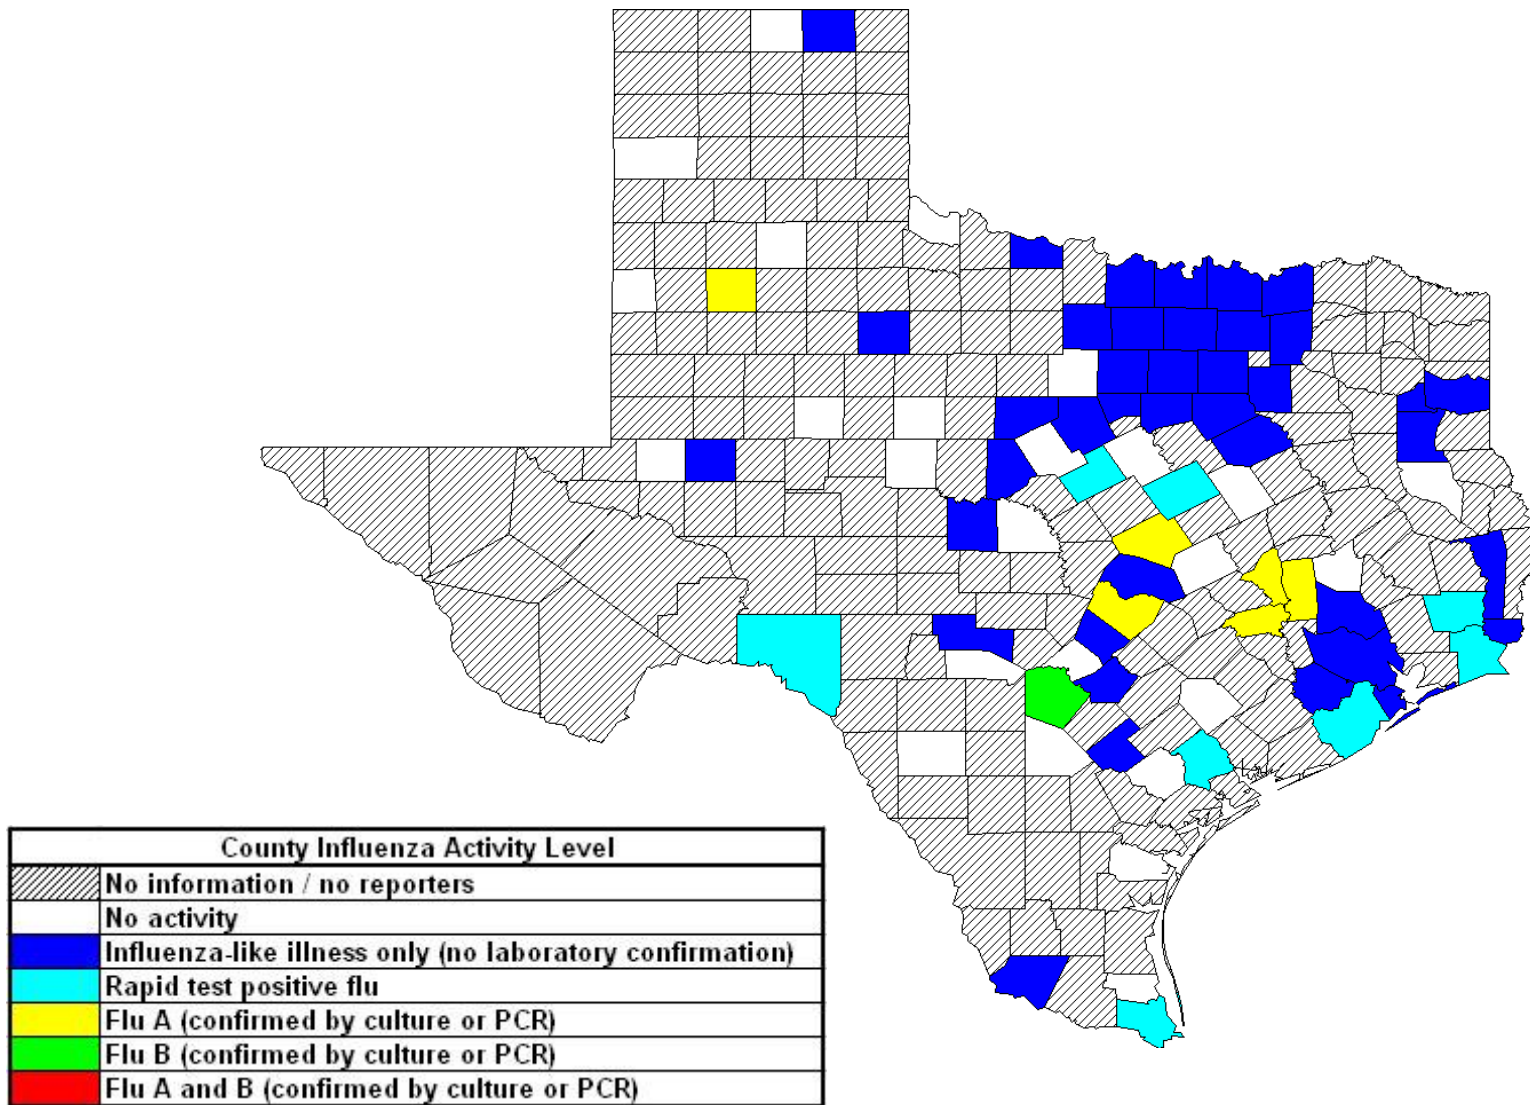 County Influenza Activity Level
No information / no reporters
No activity
Influenza-like illness only (no laboratory confirmation)
Rapid test positive flu
Flu A (confirmed by culture or PCR)
Flu B (confirmed by culture or PCR)
Flu A and B (confirmed by culture or PCR)